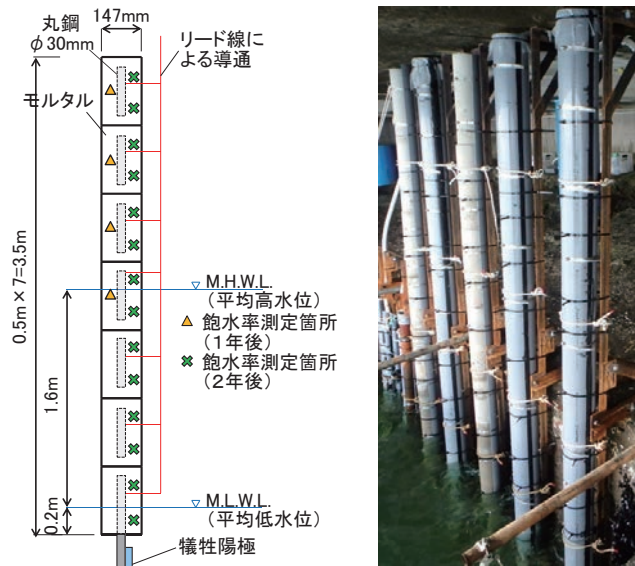 147mm
丸鋼
φ30mm
リード線に
よる導通
モルタル
0.5m×7=3.5m
M.H.W.L.
(平均高水位)
飽水率測定箇所
(1年後)
飽水率測定箇所
(2年後)
1.6m
M.L.W.L.
(平均低水位)
0.2m
犠牲陽極